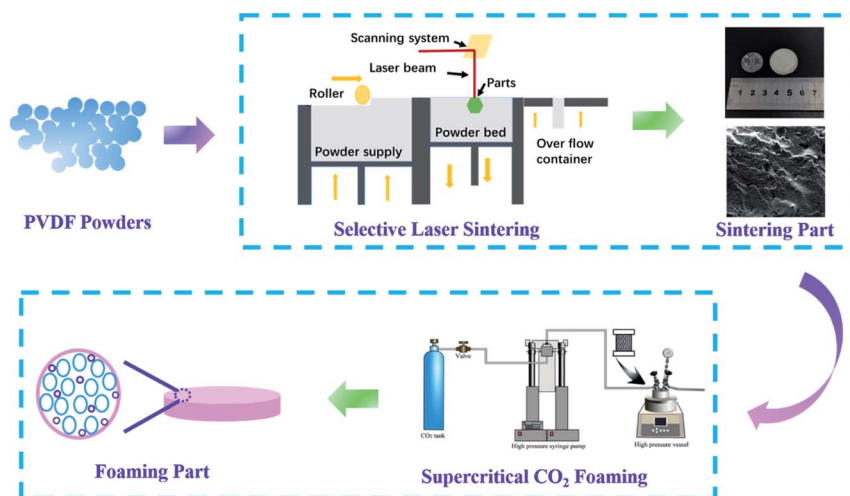 Scanning system
Laser beam
Parts
Roller
Powder supply
Powder bed
Over flow
container
1 2 3 4 5 6 7
PVDF Powders
Selective Laser Sintering
Sintering Part
Valve
CO₂ tank
High pressure syringe pump
High pressure vessel
Foaming Part
Supercritical CO₂ Foaming